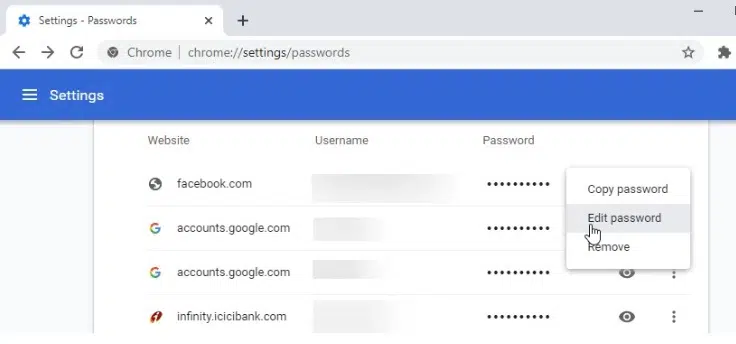 Settings - Passwords
Chrome | chrome://settings/passwords
Settings
Website Username Password
facebook.com ••••••••••
Copy password
accounts.google.com ••••••••••
Edit password
Remove
accounts.google.com ••••••••••
infinity.icicibank.com ••••••••••